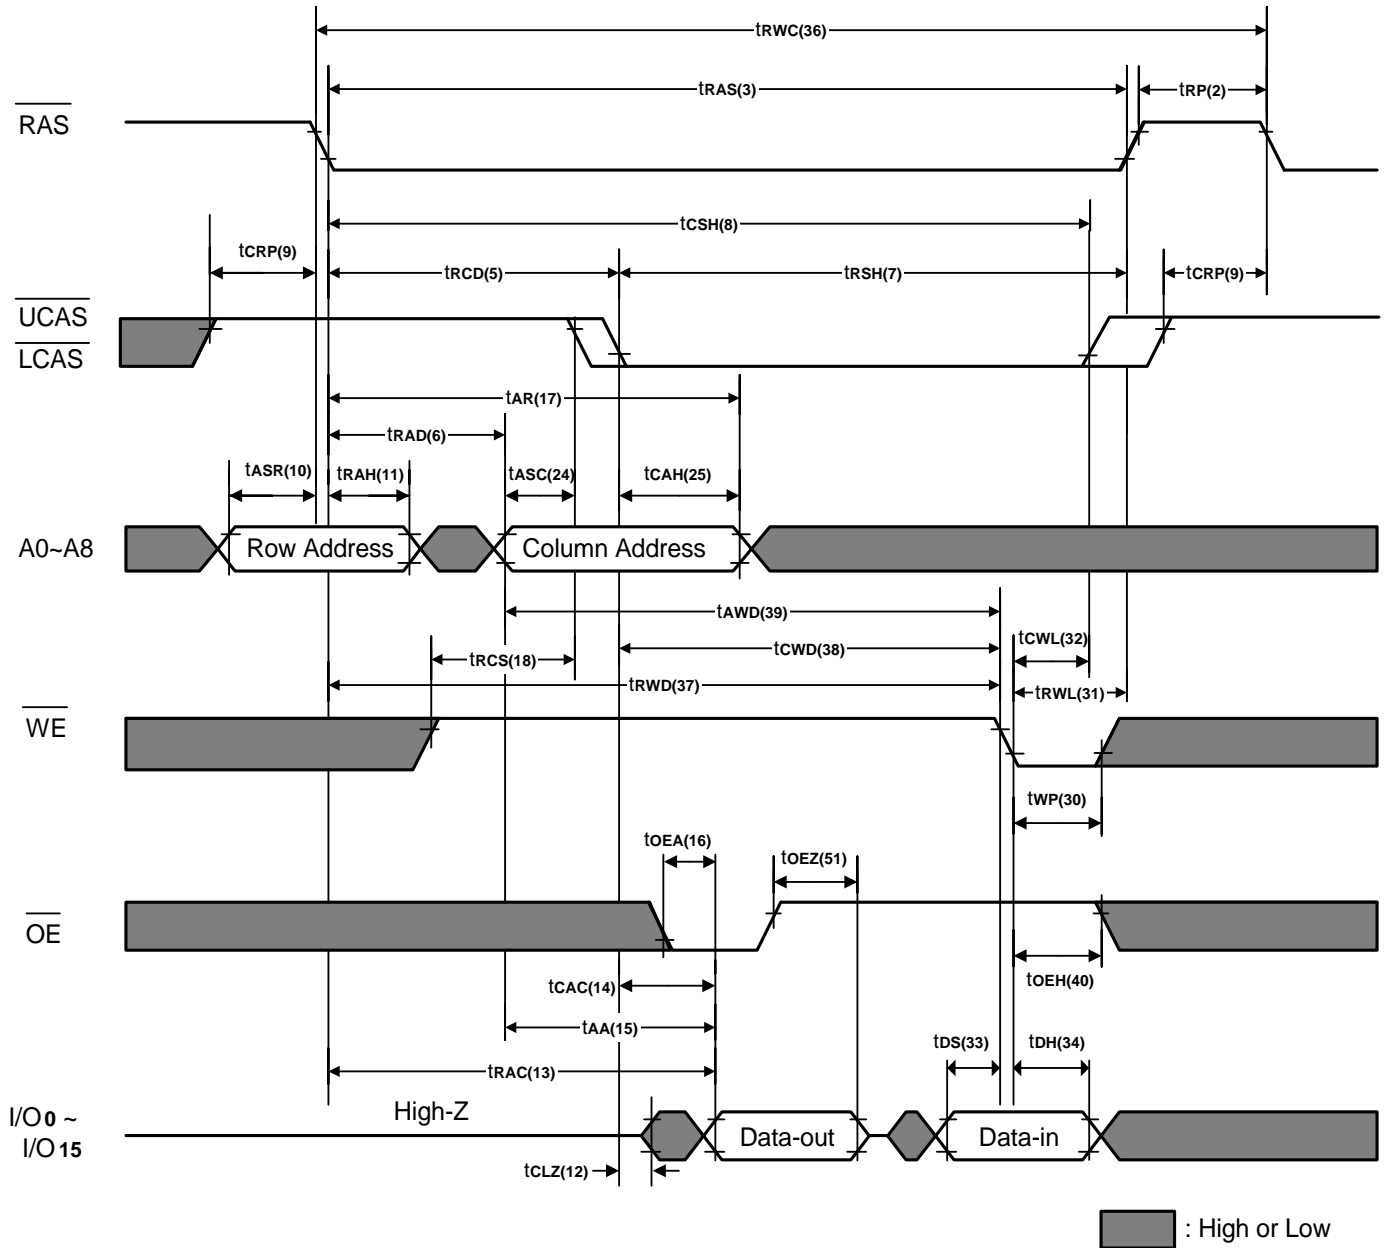 tRWC(36)
tRAS(3)
tRP(2)
RAS
tCSH(8)
tCRP(9)
tRCD(5)
tRSH(7)
tCRP(9)
UCAS
LCAS
tAR(17)
tRAD(6)
tASR(10)
tRAH(11)
tASC(24)
tCAH(25)
A0~A8
Row Address
Column Address
tAWD(39)
tCWL(32)
tCWD(38)
tRCS(18)
tRWD(37)
tRWL(31)
WE
tWP(30)
tOEA(16)
tOEZ(51)
OE
tOEH(40)
tCAC(14)
tAA(15)
tDS(33)
tDH(34)
tRAC(13)
High-Z
I/O0 ~
I/O15
Data-out
Data-in
tCLZ(12)
: High or Low